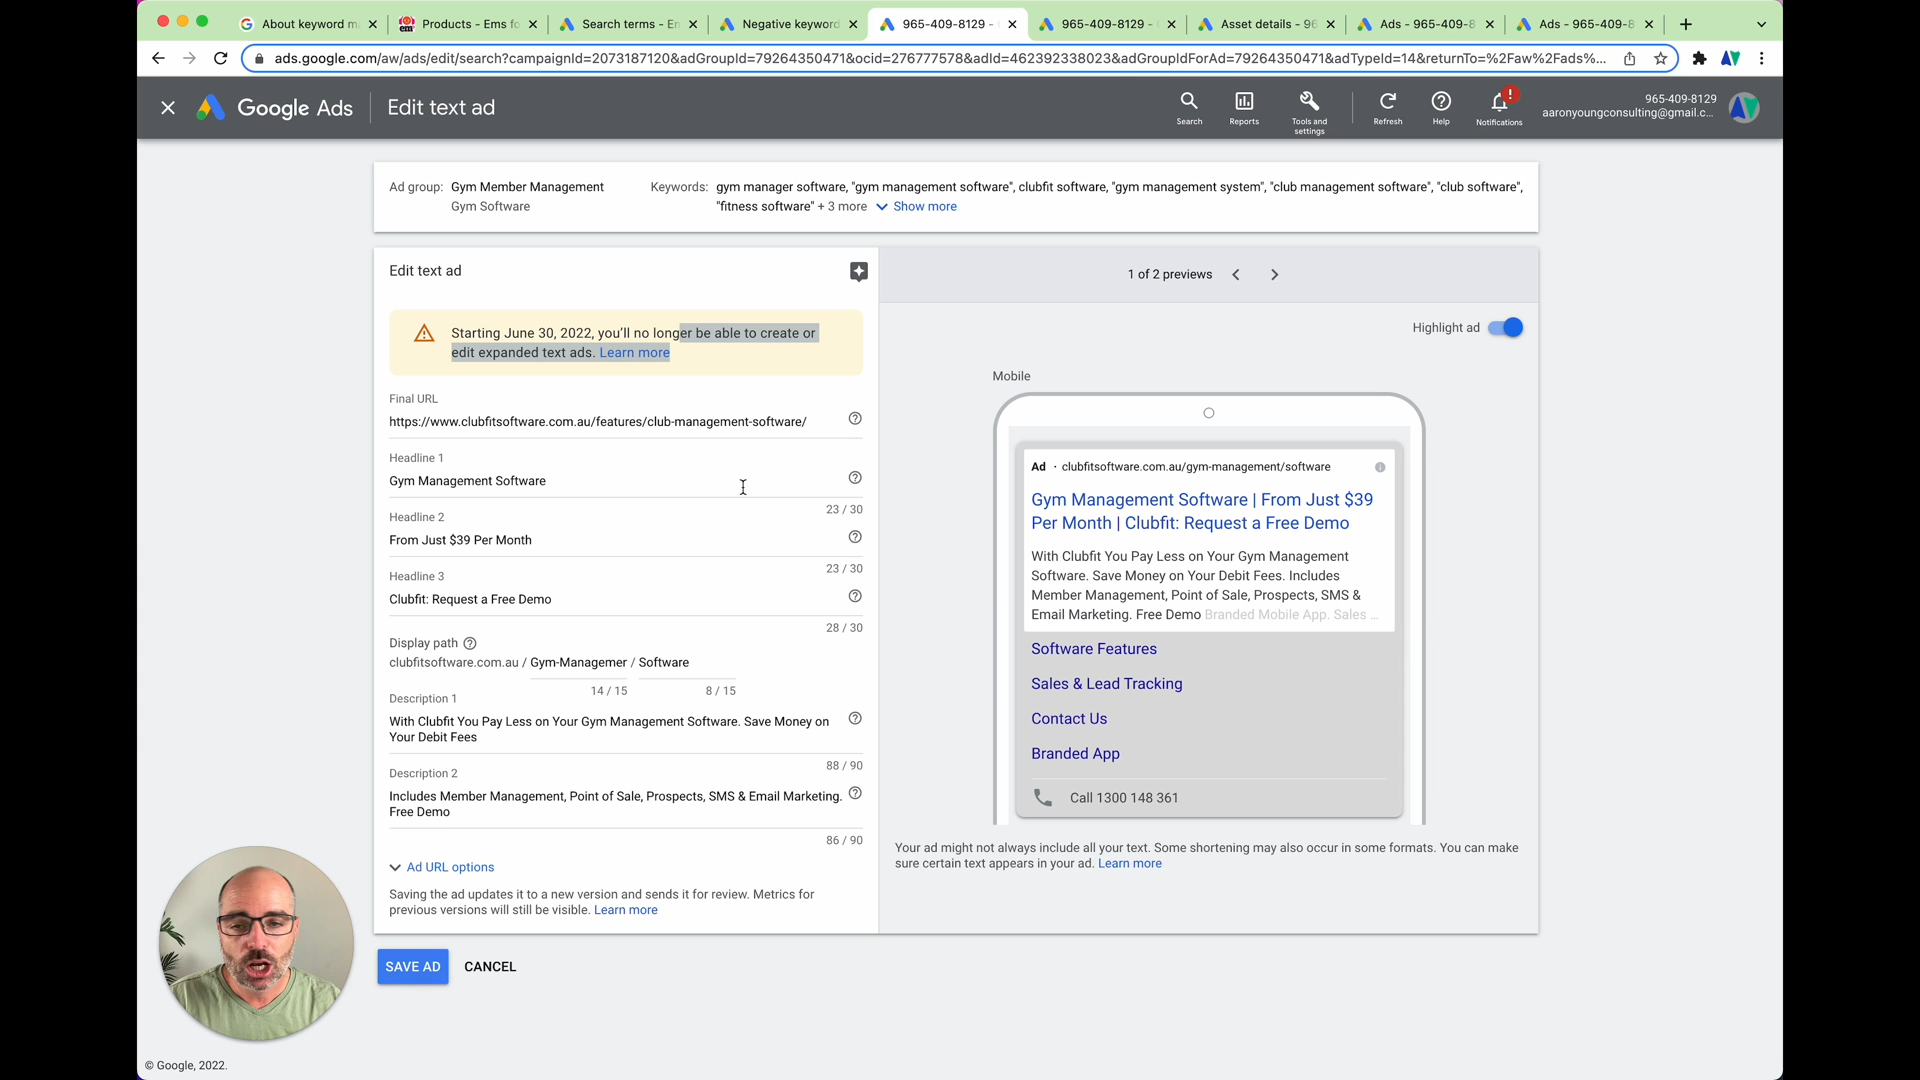 About keyword m
Products - Ems fo
Search terms - En
Negative keyword
965-409-8129 -
965-409-8129 -
Asset details - 96
Ads - 965-409-8
Ads - 965-409-8
ads.google.com/aw/ads/edit/search?campaignId=2073187120&adGroupId=79264350471&ocid=276777578&adId=462392338023&adGroupIdForAd=79264350471&adTypeId=14&returnTo=%2Faw%2Fads%...
Google Ads
Edit text ad
Search
Reports
Tools and
settings
Refresh
Help
!
Notifications
965-409-8129
aaronyoungconsulting@gmail.c...
Ad group: Gym Member Management
Gym Software
Keywords: gym manager software, "gym management software", clubfit software, "gym management system", "club management software", "club software",
"fitness software" + 3 more Show more
Edit text ad
Starting June 30, 2022, you'll no longer be able to create or
edit expanded text ads. Learn more
Final URL
https://www.clubfitsoftware.com.au/features/club-management-software/
Headline 1
Gym Management Software
23 / 30
Headline 2
From Just $39 Per Month
23 / 30
Headline 3
Clubfit: Request a Free Demo
28 / 30
Display path
clubfitsoftware.com.au / Gym-Managemer / Software
14 / 15
8 / 15
Description 1
With Clubfit You Pay Less on Your Gym Management Software. Save Money on
Your Debit Fees
88 / 90
Description 2
Includes Member Management, Point of Sale, Prospects, SMS & Email Marketing.
Free Demo
86 / 90
Ad URL options
Saving the ad updates it to a new version and sends it for review. Metrics for
previous versions will still be visible. Learn more
SAVE AD
CANCEL
1 of 2 previews
Highlight ad
Mobile
Ad · clubfitsoftware.com.au/gym-management/software
Gym Management Software | From Just $39
Per Month | Clubfit: Request a Free Demo
With Clubfit You Pay Less on Your Gym Management
Software. Save Money on Your Debit Fees. Includes
Member Management, Point of Sale, Prospects, SMS &
Email Marketing. Free Demo Branded Mobile App. Sales ...
Software Features
Sales & Lead Tracking
Contact Us
Branded App
Call 1300 148 361
Your ad might not always include all your text. Some shortening may also occur in some formats. You can make
sure certain text appears in your ad. Learn more
© Google, 2022.